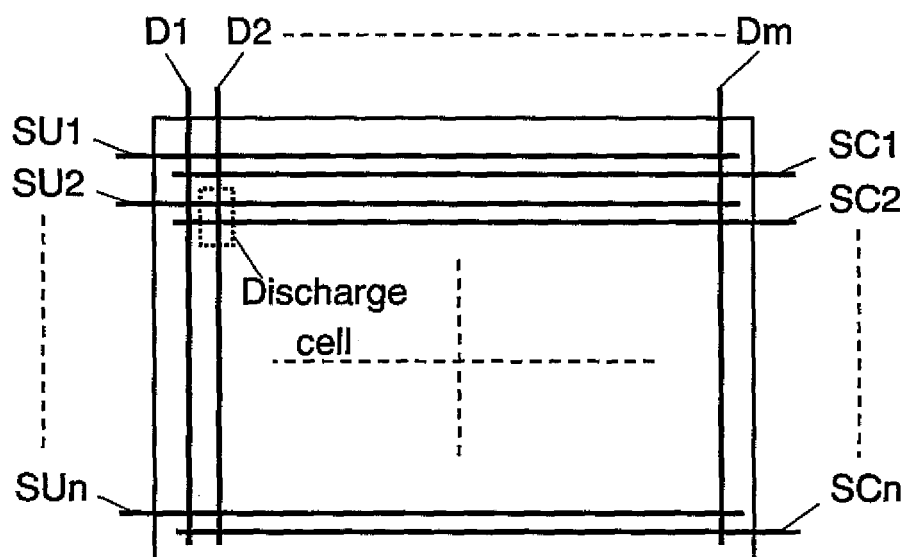 D1 D2 Dm
SU1
SC1
SU2
SC2
Discharge
cell
SUn
SCn